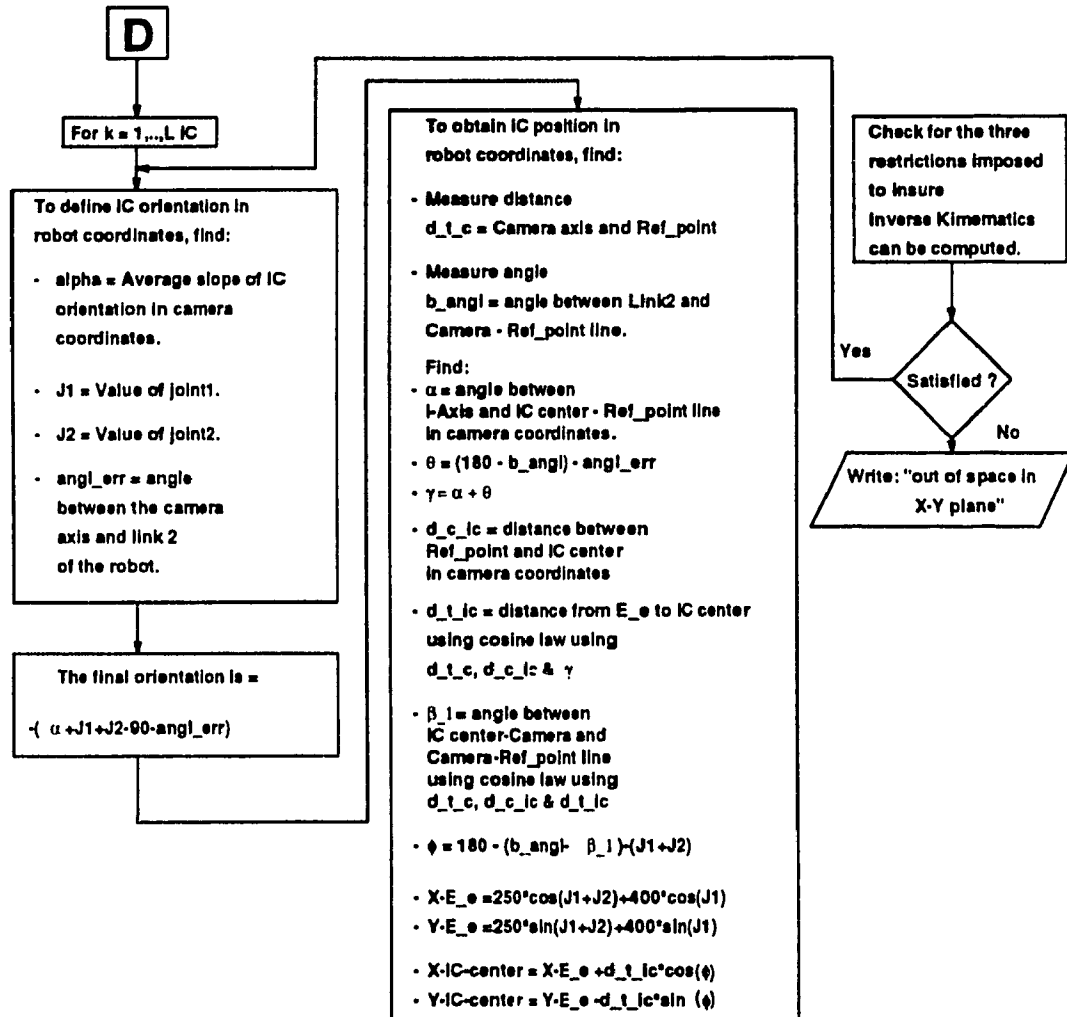 D
For k = 1,..,L IC
To define IC orientation in
robot coordinates, find:
- alpha = Average slope of IC
orientation in camera
coordinates.
- J1 = Value of joint1.
- J2 = Value of joint2.
- angl_err = angle
between the camera
axis and link 2
of the robot.
The final orientation is =
-( α +J1+J2-90-angl_err)
To obtain IC position in
robot coordinates, find:
- Measure distance
d_t_c = Camera axis and Ref_point
- Measure angle
b_angl = angle between Link2 and
Camera - Ref_point line.
Find:
- α = angle between
i-Axis and IC center - Ref_point line
in camera coordinates.
- θ = (180 - b_angl) - angl_err
- γ = α + θ
- d_c_ic = distance between
Ref_point and IC center
in camera coordinates
- d_t_ic = distance from E_e to IC center
using cosine law using
d_t_c, d_c_ic & γ
- β_1 = angle between
IC center-Camera and
Camera-Ref_point line
using cosine law using
d_t_c, d_c_ic & d_t_ic
- ϕ = 180 - (b_angl- β_1)-(J1+J2)
- X-E_e =250*cos(J1+J2)+400*cos(J1)
- Y-E_e =250*sin(J1+J2)+400*sin(J1)
- X-IC-center = X-E_e +d_t_ic*cos(ϕ)
- Y-IC-center = Y-E_e -d_t_ic*sin (ϕ)
Check for the three
restrictions imposed
to insure
Inverse Kimematics
can be computed.
Satisfied ?
Yes
No
Write: "out of space in
X-Y plane"